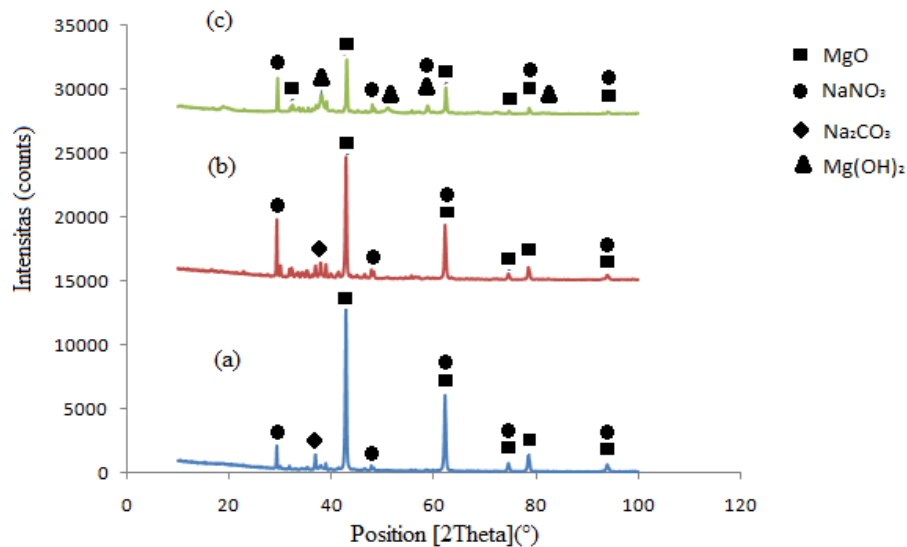 35000
30000
25000
20000
15000
10000
5000
0
Intensitas (counts)
(c)
(b)
(a)
0 20 40 60 80 100 120
Position [2Theta](°)
MgO
NaNO₃
Na₂CO₃
Mg(OH)₂